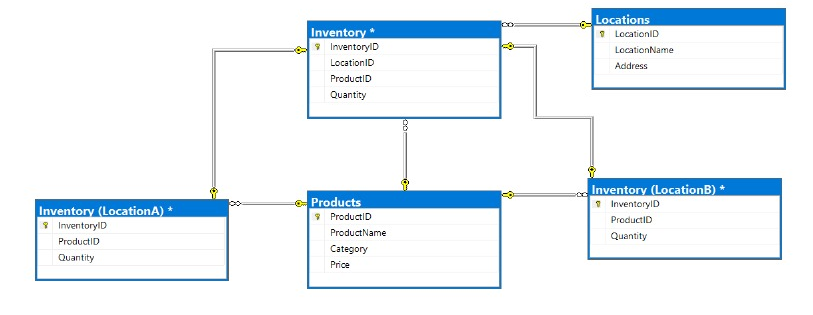 Inventory *
InventoryID
LocationID
ProductID
Quantity
Locations
LocationID
LocationName
Address
Inventory (LocationA) *
InventoryID
ProductID
Quantity
Products
ProductID
ProductName
Category
Price
Inventory (LocationB) *
InventoryID
ProductID
Quantity